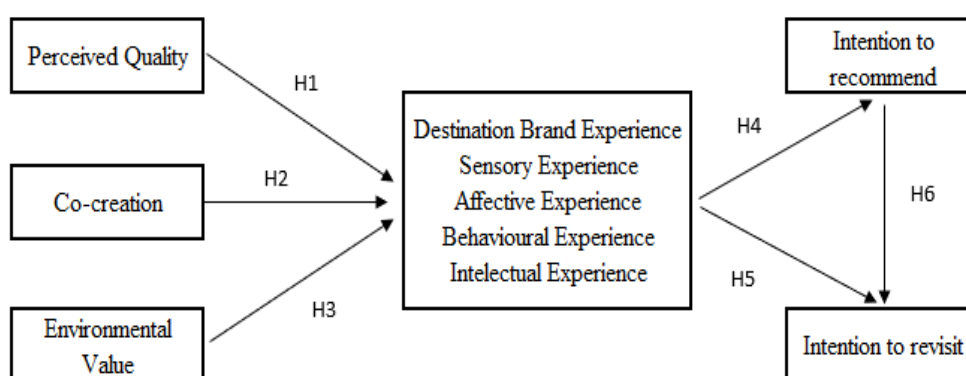 Perceived Quality
H1
Co-creation
H2
Environmental
Value
H3
Destination Brand Experience
Sensory Experience
Affective Experience
Behavioural Experience
Intelectual Experience
H4
H5
Intention to
recommend
H6
Intention to revisit